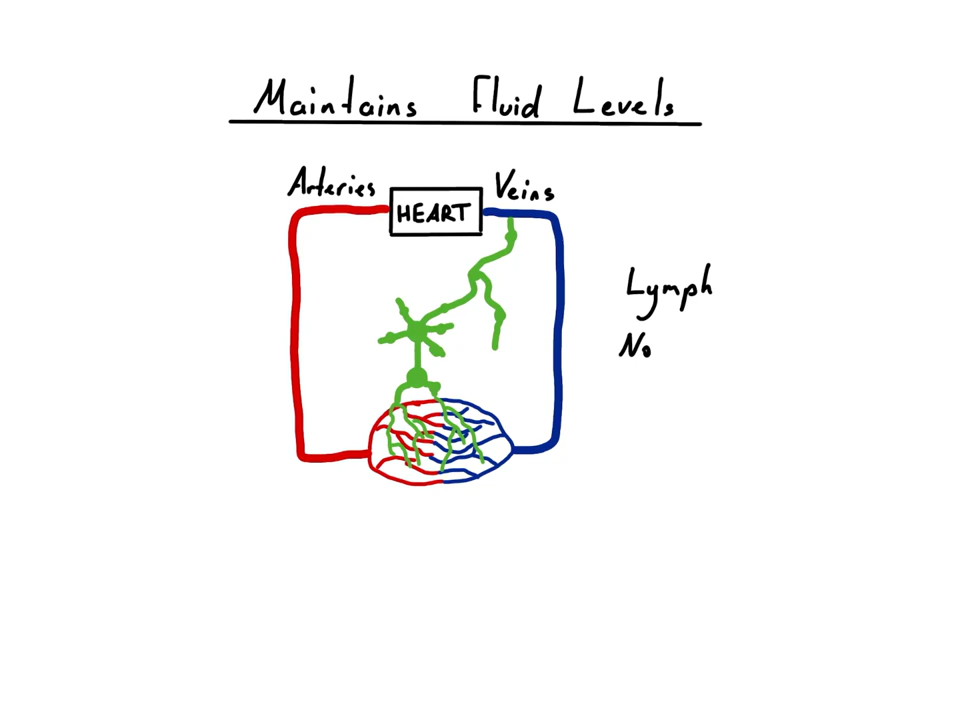 Maintains Fluid Levels
Arteries
HEART
Veins
Lymph
No